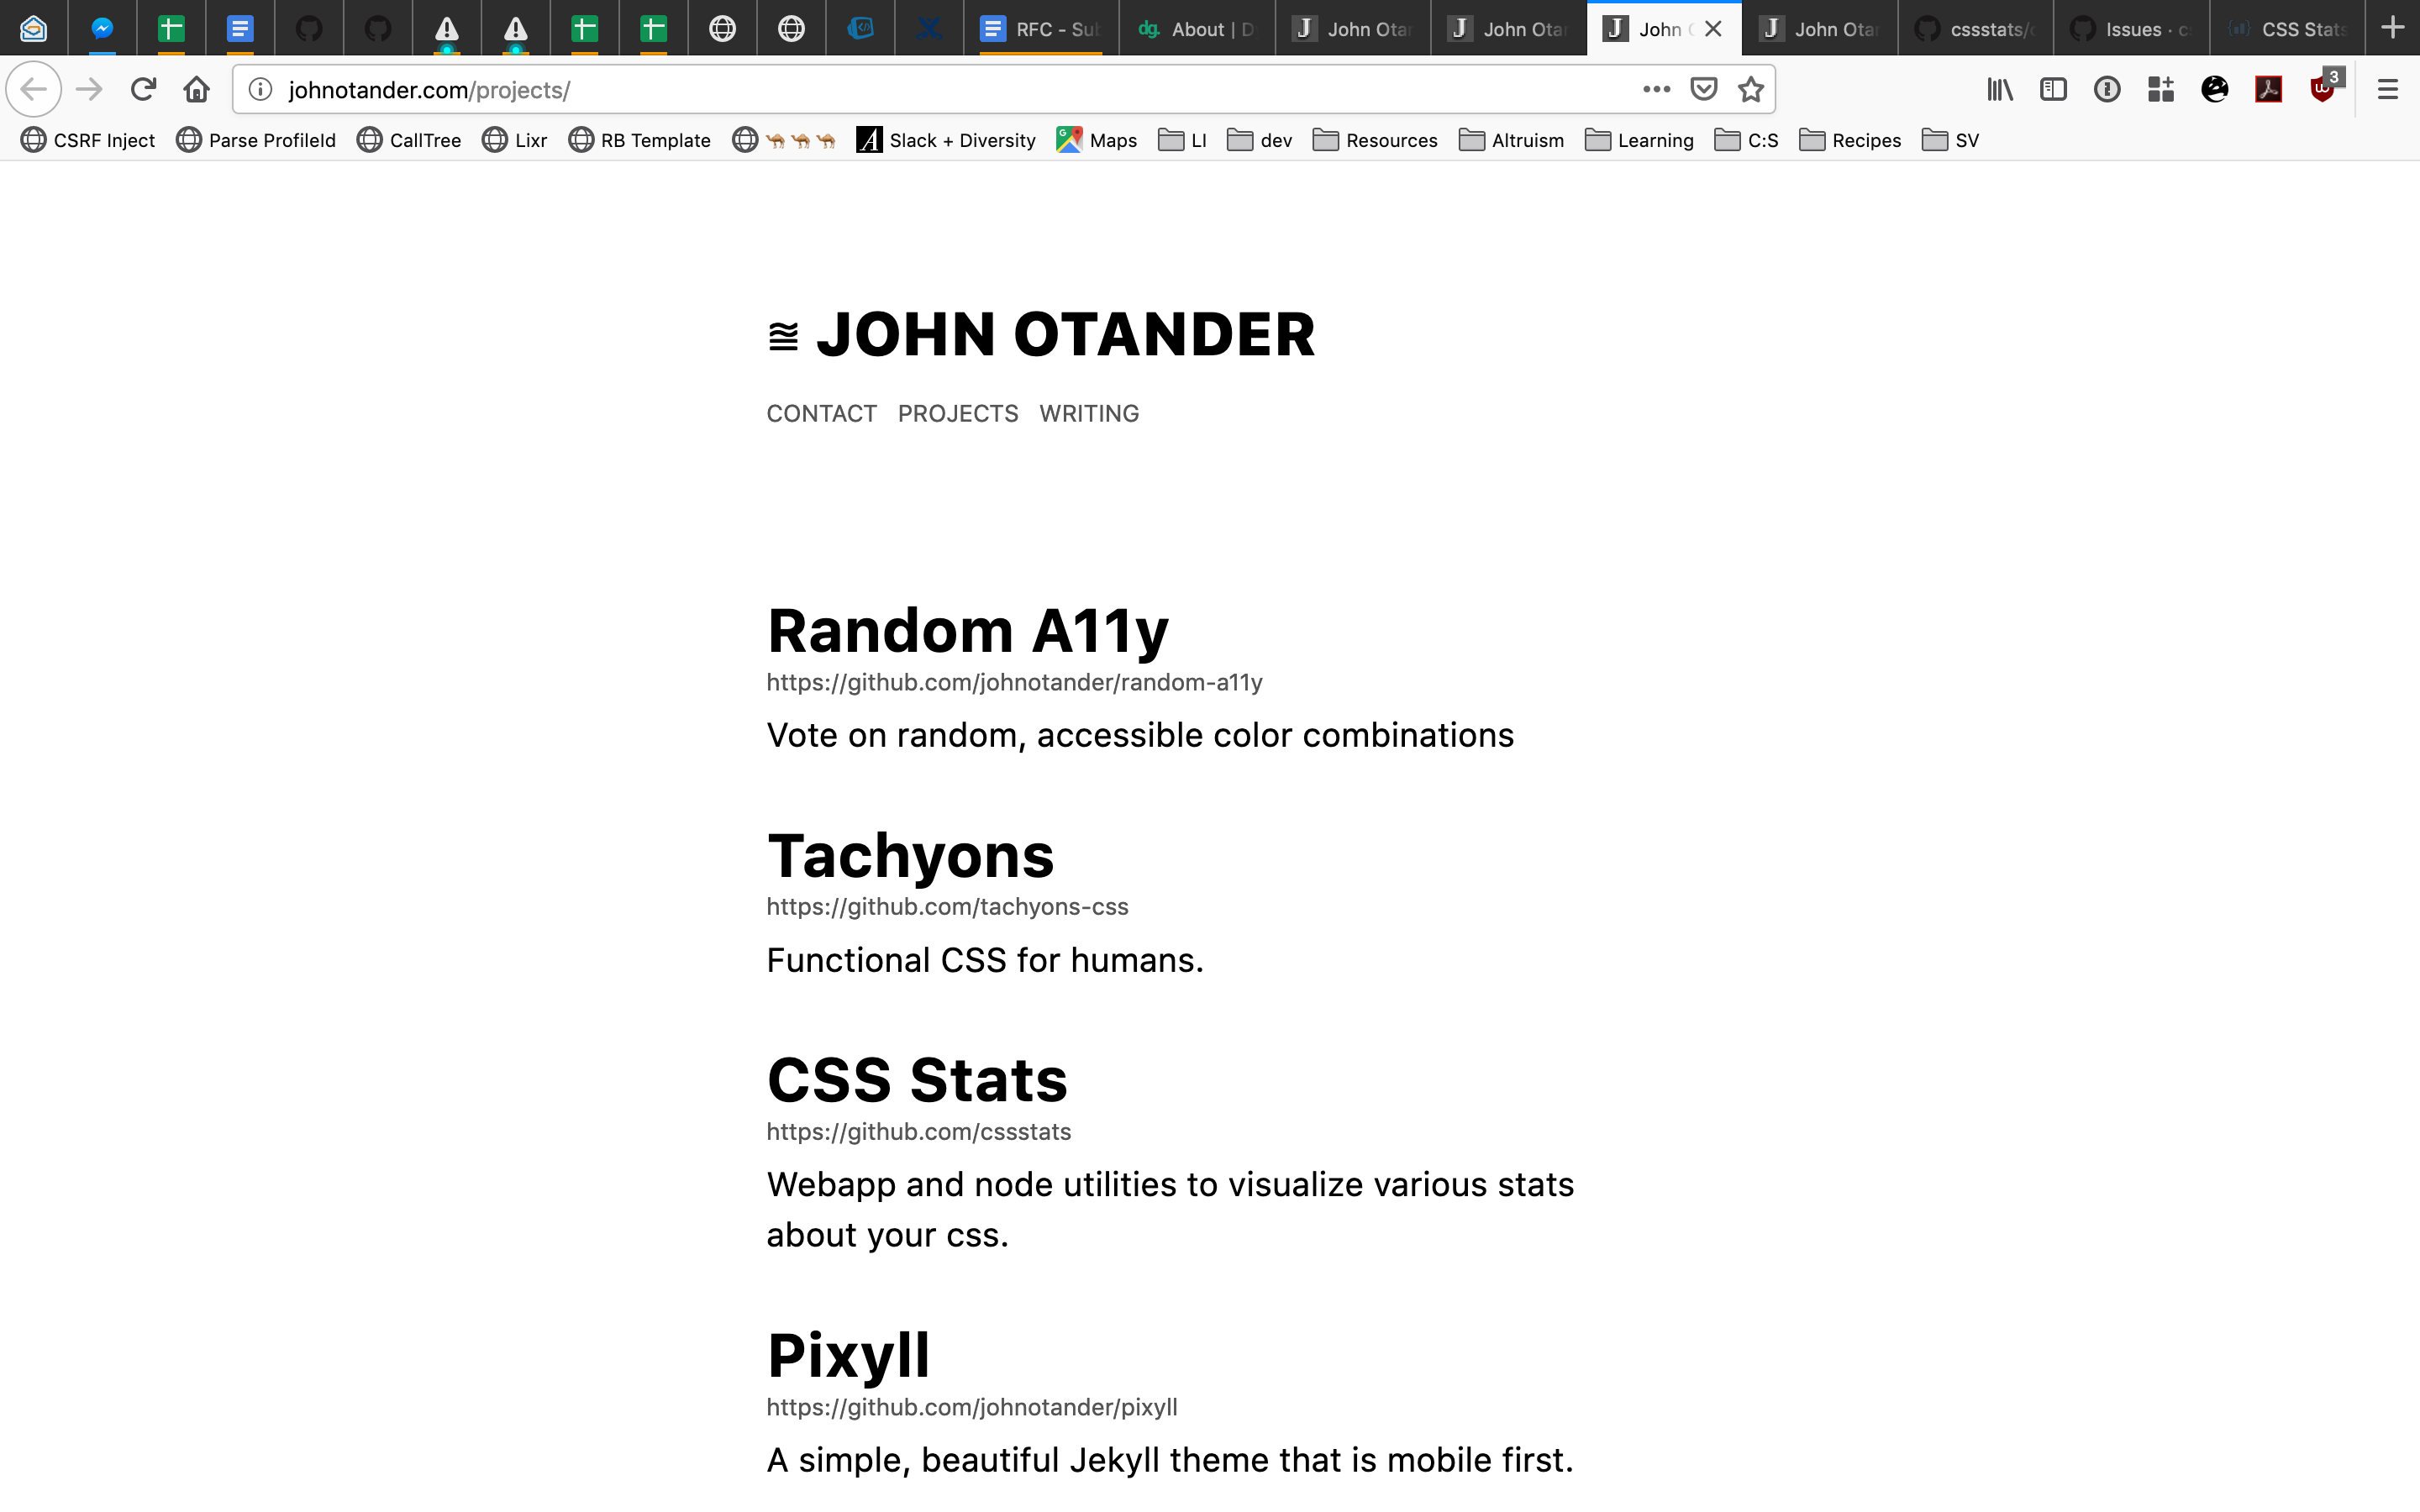 RFC - Su
About | D
John Ota
John Ota
John
John Ota
cssstats/
Issues · c
CSS Stats
johnotander.com/projects/
3
CSRF Inject
Parse ProfileId
CallTree
Lixr
RB Template
🐪 🐪 🐪
Slack + Diversity
Maps
LI
dev
Resources
Altruism
Learning
C:S
Recipes
SV
≊ JOHN OTANDER
CONTACT PROJECTS WRITING
Random A11y
https://github.com/johnotander/random-a11y
Vote on random, accessible color combinations
Tachyons
https://github.com/tachyons-css
Functional CSS for humans.
CSS Stats
https://github.com/cssstats
Webapp and node utilities to visualize various stats
about your css.
Pixyll
https://github.com/johnotander/pixyll
A simple, beautiful Jekyll theme that is mobile first.